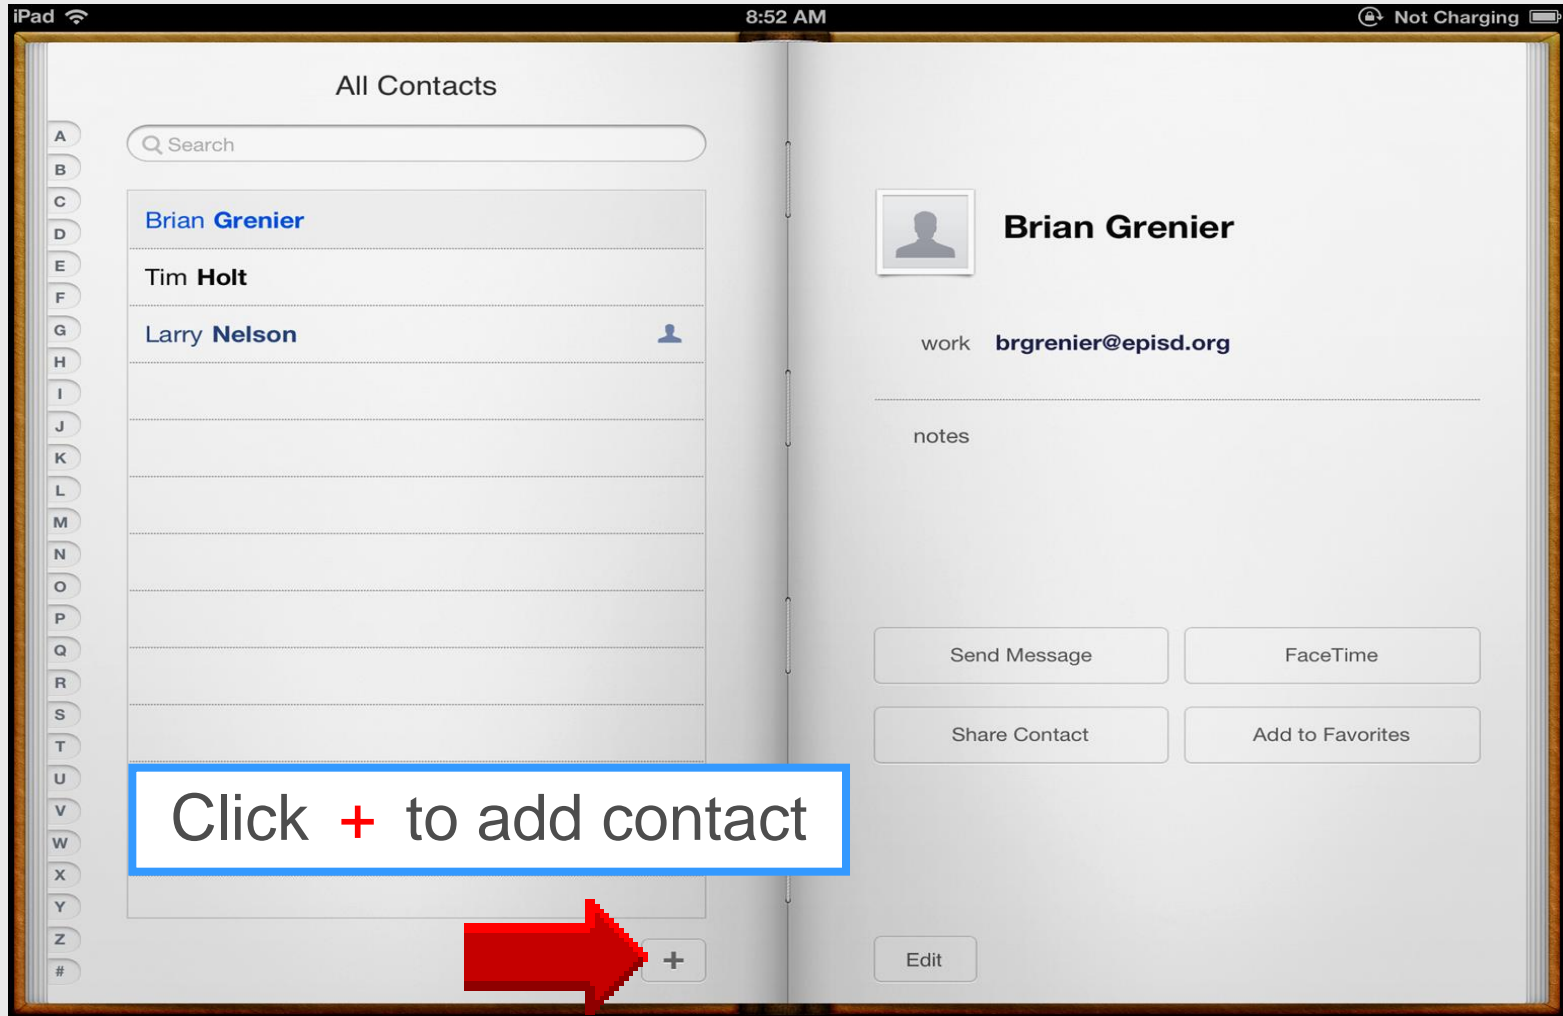 iPad 8:52 AM Not Charging
All Contacts
Search
A
B
C
D
E
F
G
H
I
J
K
L
M
N
O
P
Q
R
S
T
U
V
W
X
Y
Z
#
Brian Grenier
Tim Holt
Larry Nelson
Click + to add contact
+
Brian Grenier
work brgrenier@episd.org
notes
Send Message FaceTime
Share Contact Add to Favorites
Edit